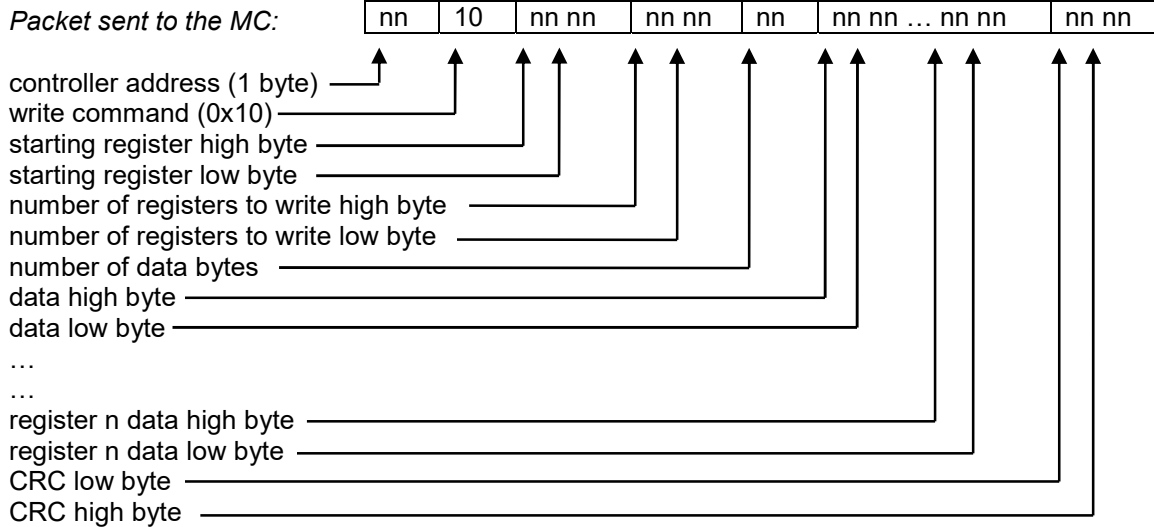 Packet sent to the MC: nn 10 nn nn nn nn nn nn nn … nn nn nn nn
controller address (1 byte)
write command (0x10)
starting register high byte
starting register low byte
number of registers to write high byte
number of registers to write low byte
number of data bytes
data high byte
data low byte
…
…
register n data high byte
register n data low byte
CRC low byte
CRC high byte